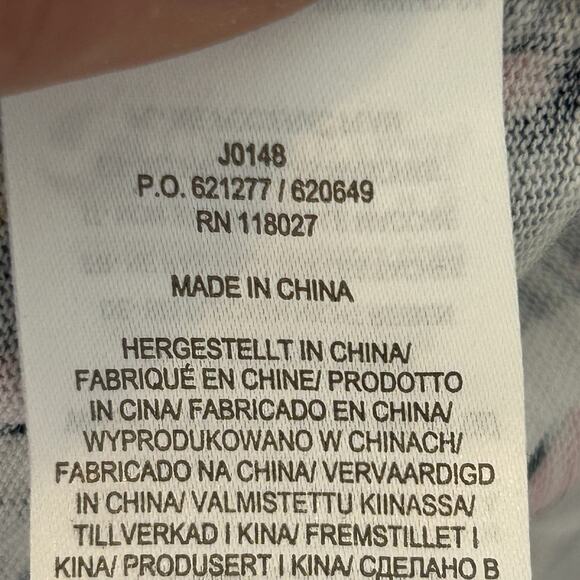 J0148
P.O. 621277 / 620649
RN 118027
MADE IN CHINA
HERGESTELLT IN CHINA/
FABRIQUÉ EN CHINE/ PRODOTTO
IN CINA/ FABRICADO EN CHINA/
WYPRODUKOWANO W CHINACH/
FABRICADO NA CHINA/ VERVAARDIGD
IN CHINA/ VALMISTETTU KIINASSA/
TILLVERKAD I KINA/ FREMSTILLET I
KINA/ PRODUSERT I KINA/ СДЕЛАНО В